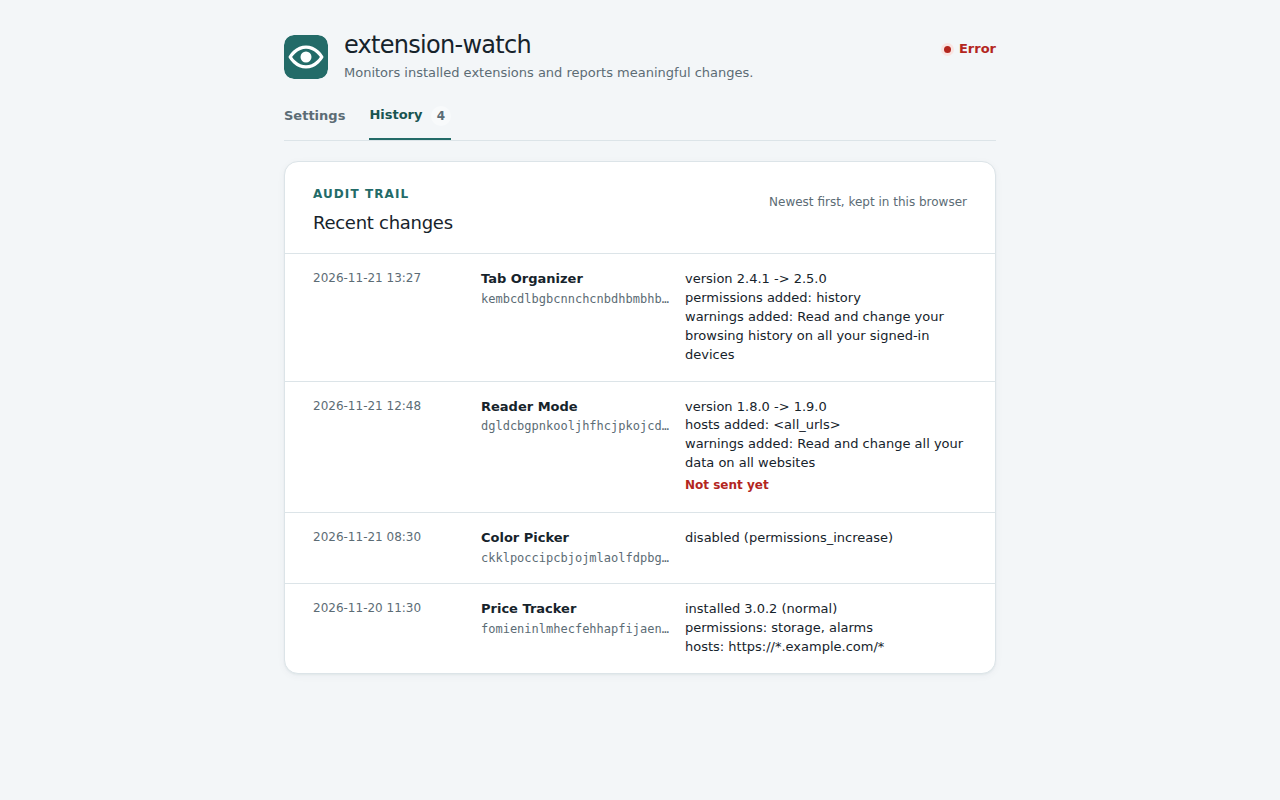 extension-watch
Monitors installed extensions and reports meaningful changes.
Error
Settings
History 4
AUDIT TRAIL
Recent changes
Newest first, kept in this browser
2026-11-21 13:27
Tab Organizer
kembcdlbgbcnnchcnbdhbmbhb…
version 2.4.1 -> 2.5.0
permissions added: history
warnings added: Read and change your
browsing history on all your signed-in
devices
2026-11-21 12:48
Reader Mode
dgldcbgpnkooljhfhcjpkojcd…
version 1.8.0 -> 1.9.0
hosts added: <all_urls>
warnings added: Read and change all your
data on all websites
Not sent yet
2026-11-21 08:30
Color Picker
ckklpoccipcbjojmlaolfdpbg…
disabled (permissions_increase)
2026-11-20 11:30
Price Tracker
fomieninlmhecfehhapfijaen…
installed 3.0.2 (normal)
permissions: storage, alarms
hosts: https://*.example.com/*